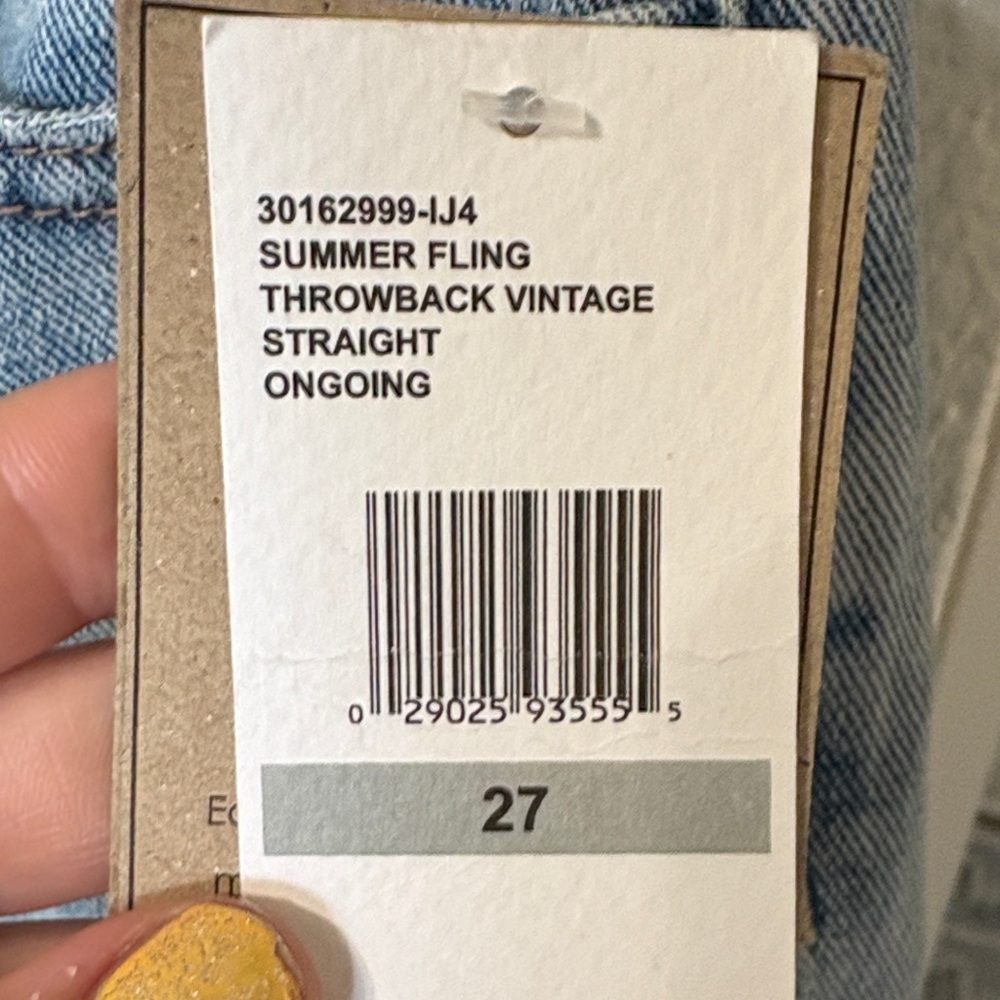 30162999-IJ4
SUMMER FLING
THROWBACK VINTAGE
STRAIGHT
ONGOING
0 29025 93555 5
27